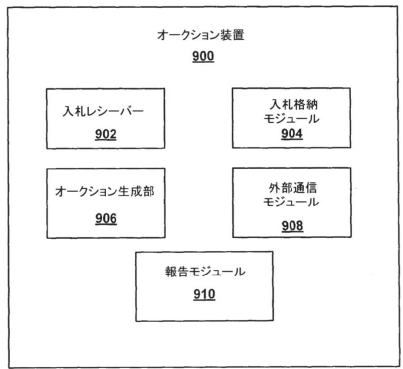 オークション装置
900
入札レシーバー
902
入札格納
モジュール
904
オークション生成部
906
外部通信
モジュール
908
報告モジュール
910